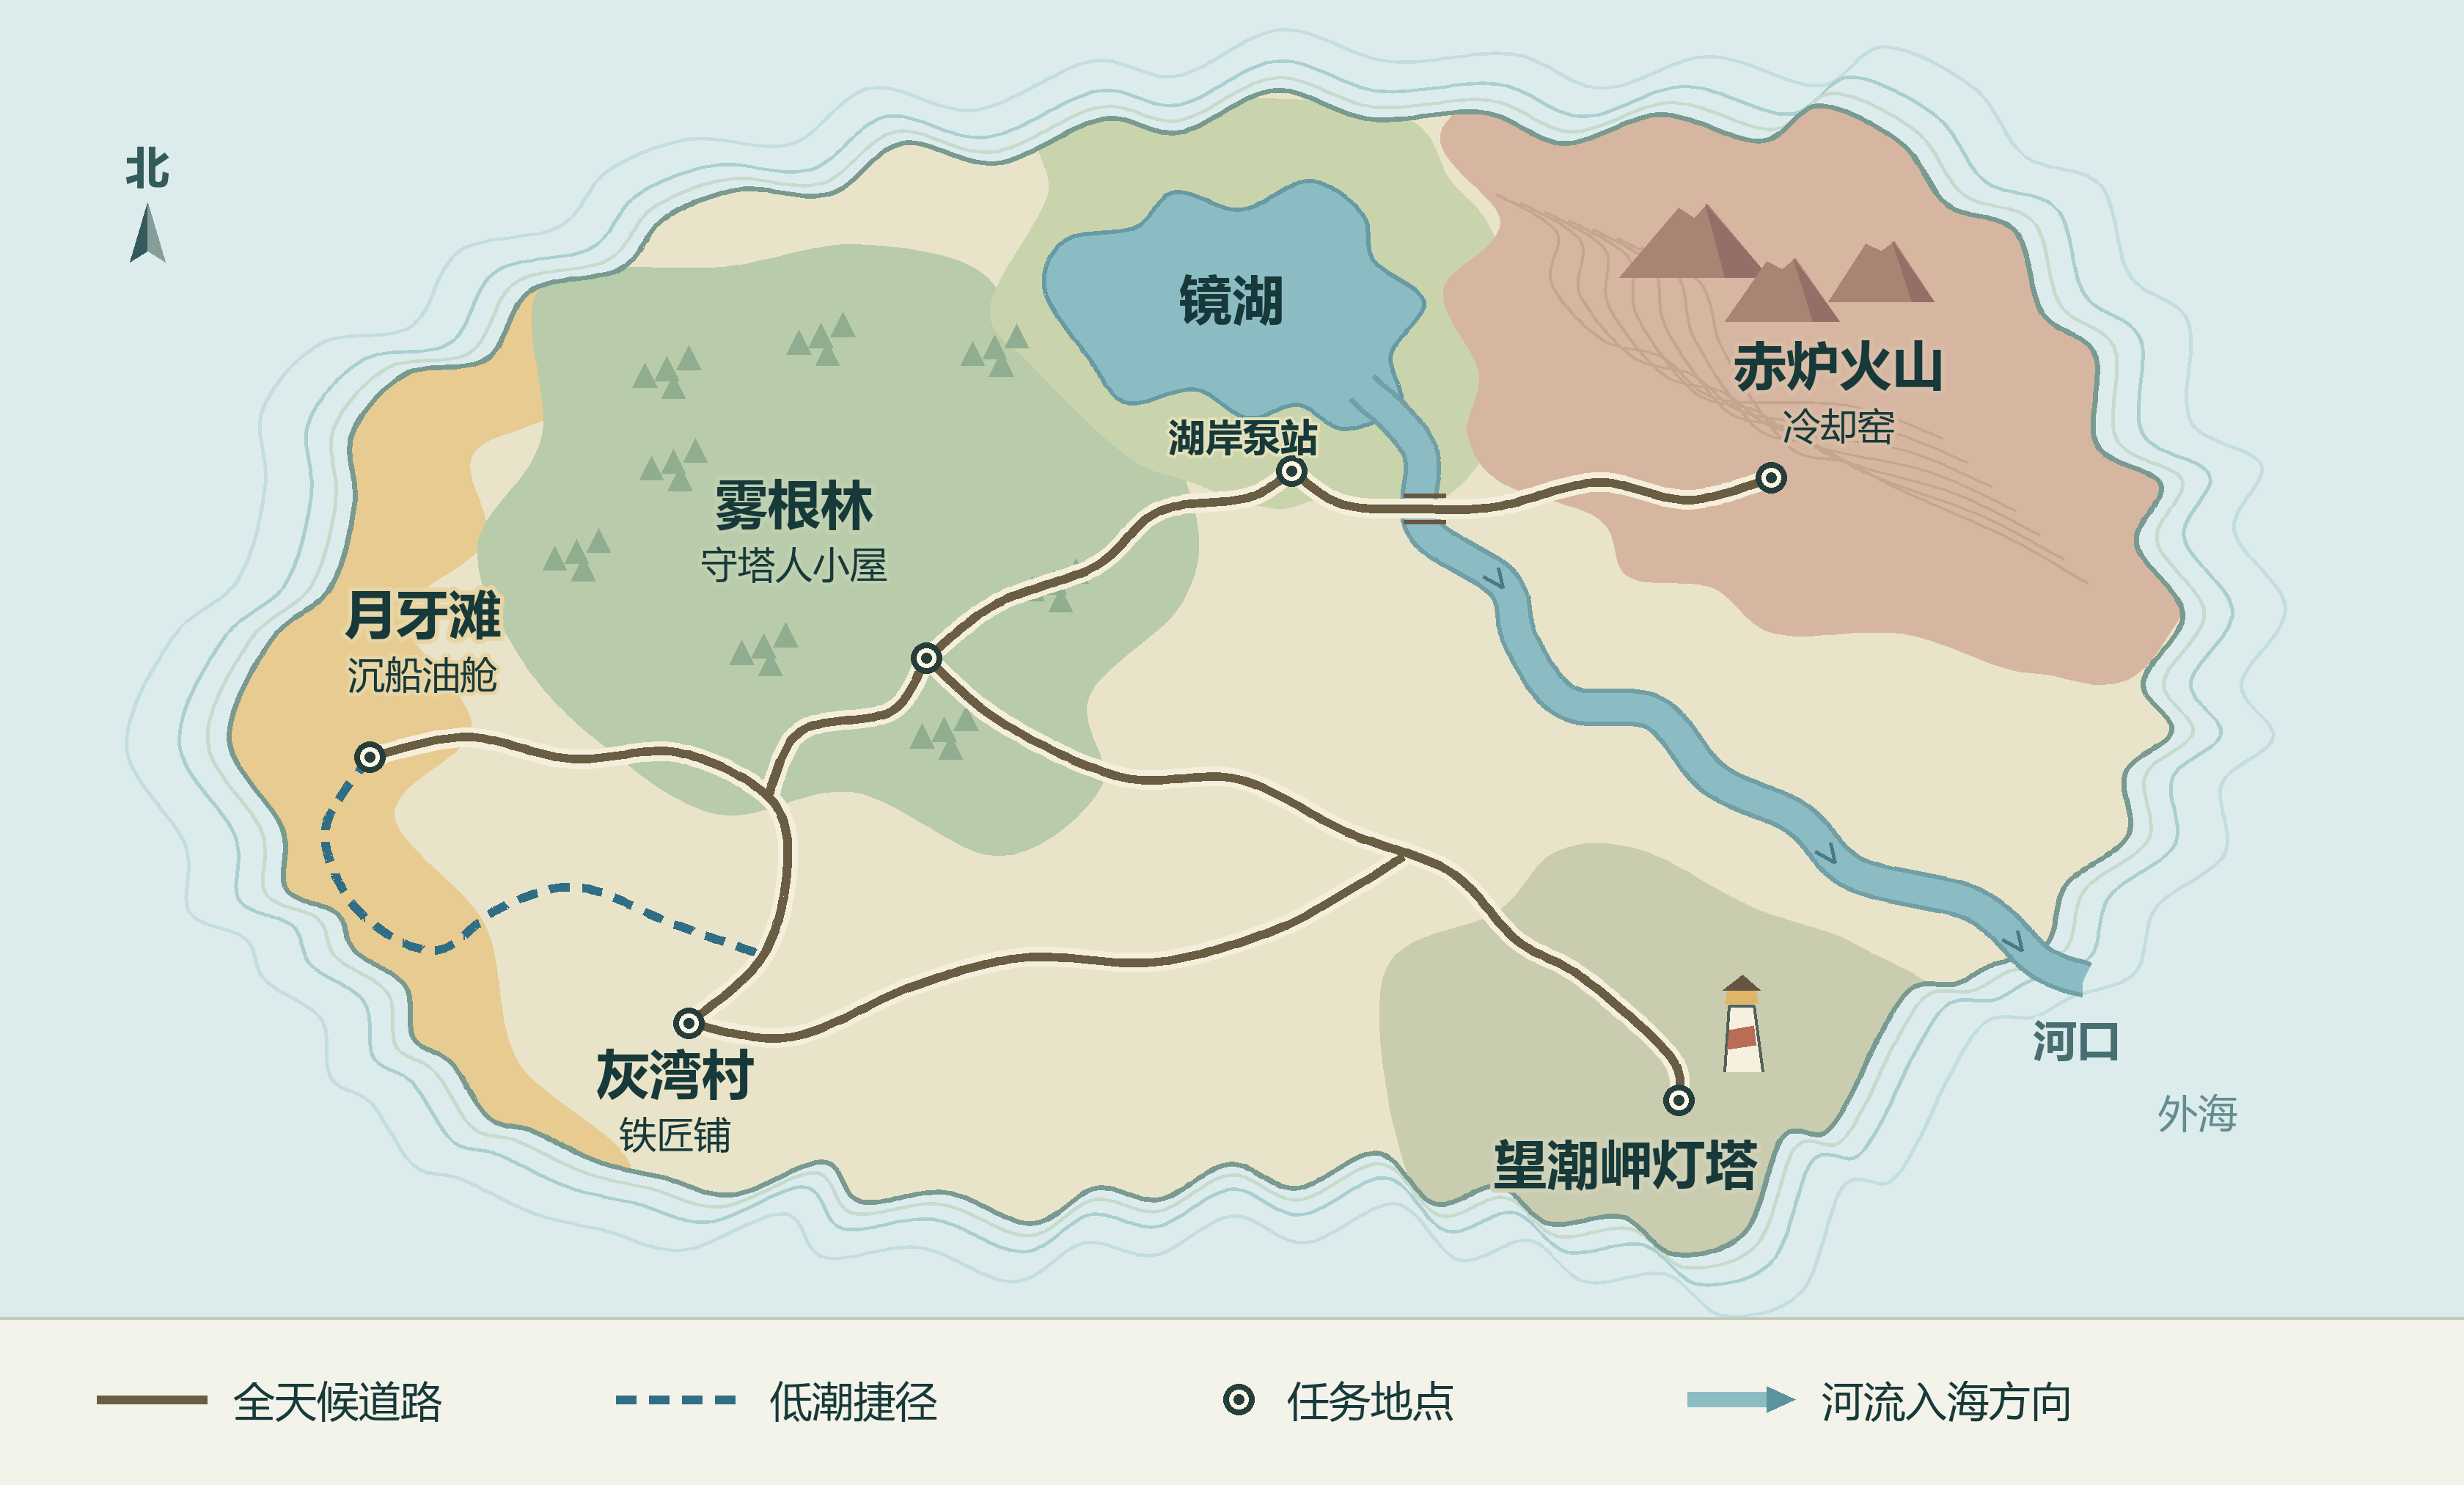 北
镜湖
赤炉火山
冷却窑
湖岸泵站
雾根林
守塔人小屋
月牙滩
沉船油舱
灰湾村
铁匠铺
河口
外海
望潮岬灯塔
全天候道路
低潮捷径
任务地点
河流入海方向